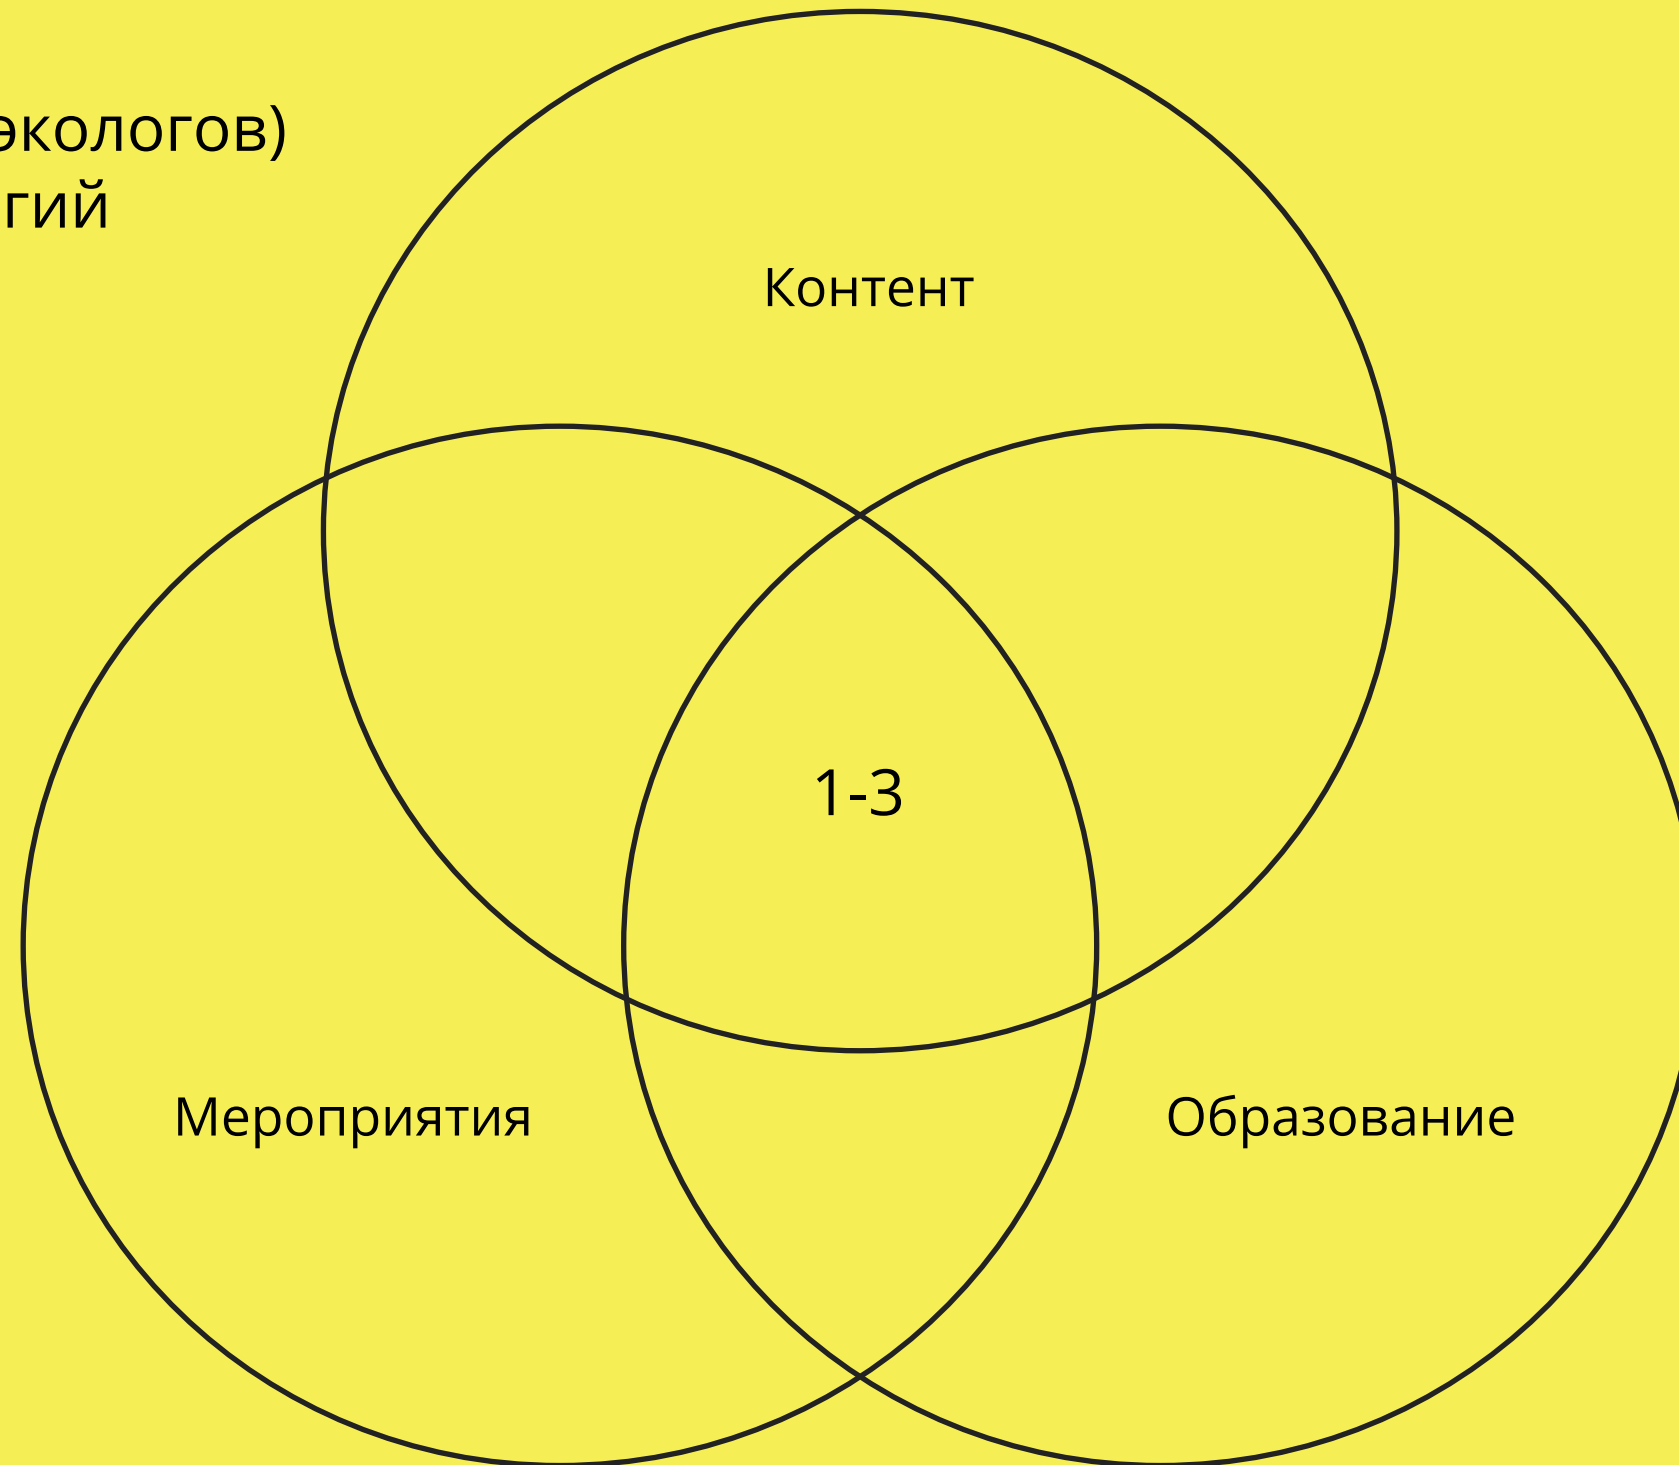 экологов)
гий
Контент
1-3
Мероприятия
Образование